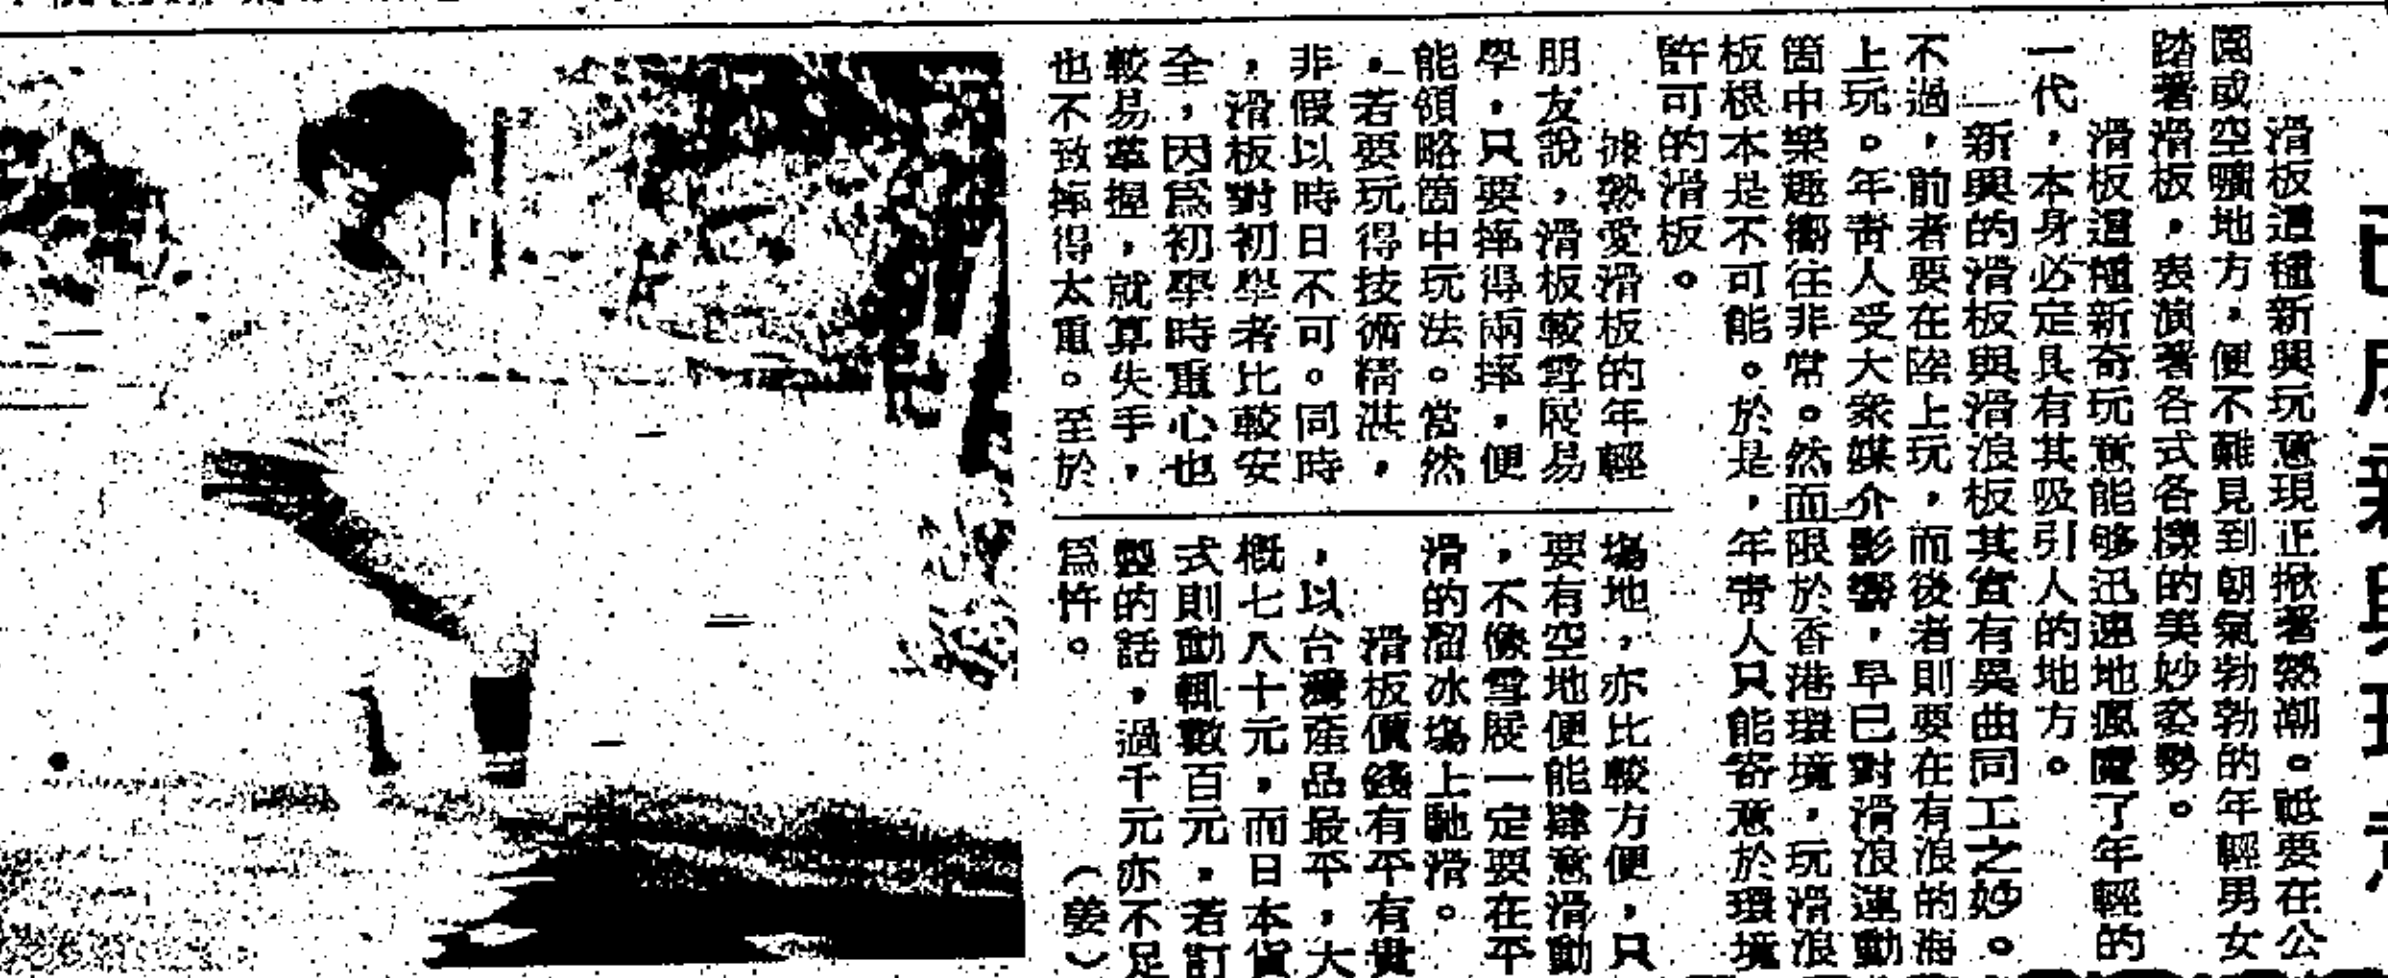 滑板這種新興玩意現正掀著熱潮。祗要在公
園或空曠地方，便不難見到朝氣勃勃的年輕男女
踏著滑板，表演著各式各樣的美妙姿勢。
滑板這種新奇玩意能够迅速地瘋魔了年輕的
一代，本身必定具有其吸引人的地方。
新興的滑板與滑浪板其實有異曲同工之妙。
不過，前者要在陸上玩，而後者則要在有浪的海
上玩。年青人受大衆媒介影響，早已對滑浪運動
箇中樂趣嚮往非常。然而限於香港環境，玩滑浪
板根本是不可能。於是，年青人只能寄意於環境
許可的滑板。
據熱愛滑板的年輕
朋友說，滑板較雪屐易
學，只要摔得兩摔，便
能領略箇中玩法。當然
，若要玩得技術精湛，
非假以時日不可。同時
，滑板對初學者比較安
全，因爲初學時重心也
較易掌握，就算失手，
也不致摔得太重。至於
塲地，亦比較方便，只
要有空地便能肆意滑動
，不像雪屐一定要在平
滑的溜冰塲上馳滑。
滑板價錢有平有貴
，以台灣產品最平，大
概七八十元，而日本貨
式則動輒數百元。若訂
製的話，過千元亦不足
爲怍。　（姜）